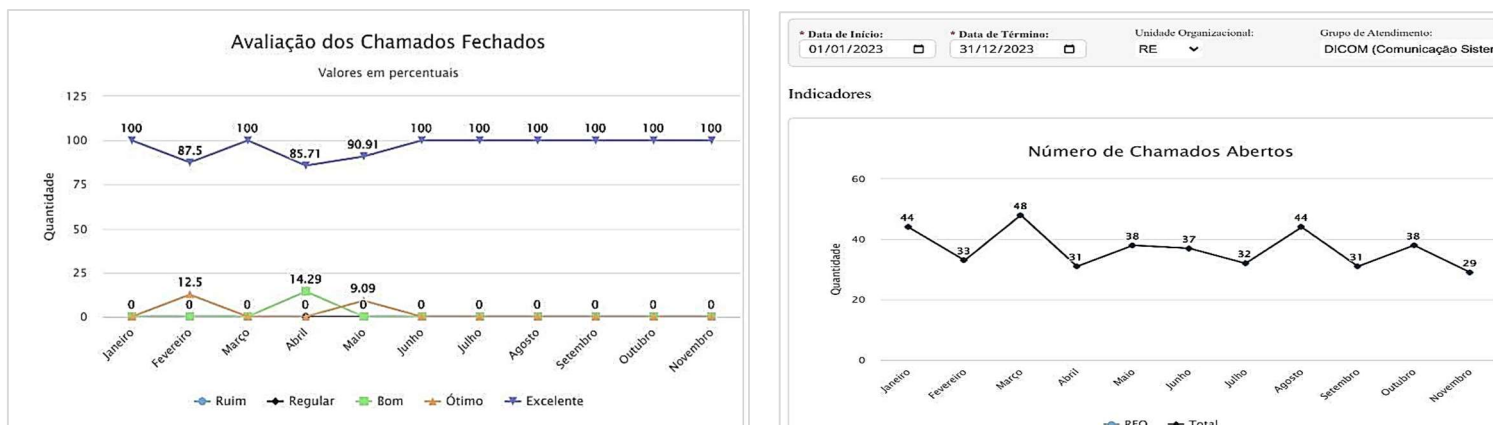 Avaliação dos Chamados Fechados
Valores em percentuais
Quantidade
125
100
75
50
25
0
100
87.5
100
85.71
90.91
100
100
100
100
100
100
12.5
14.29
9.09
0
0
0
0
0
0
0
0
0
0
0
Janeiro
Fevereiro
Março
Abril
Maio
Junho
Julho
Agosto
Setembro
Outubro
Novembro
Ruim Regular Bom Ótimo Excelente
* Data de Início: * Data de Término: Unidade Organizacional: Grupo de Atendimento:
01/01/2023 31/12/2023 RE DICOM (Comunicação Sister
Indicadores
Número de Chamados Abertos
Quantidade
60
40
20
0
44
33
48
31
38
37
32
44
31
38
29
Janeiro
Fevereiro
Março
Abril
Maio
Junho
Julho
Agosto
Setembro
Outubro
Novembro
Total